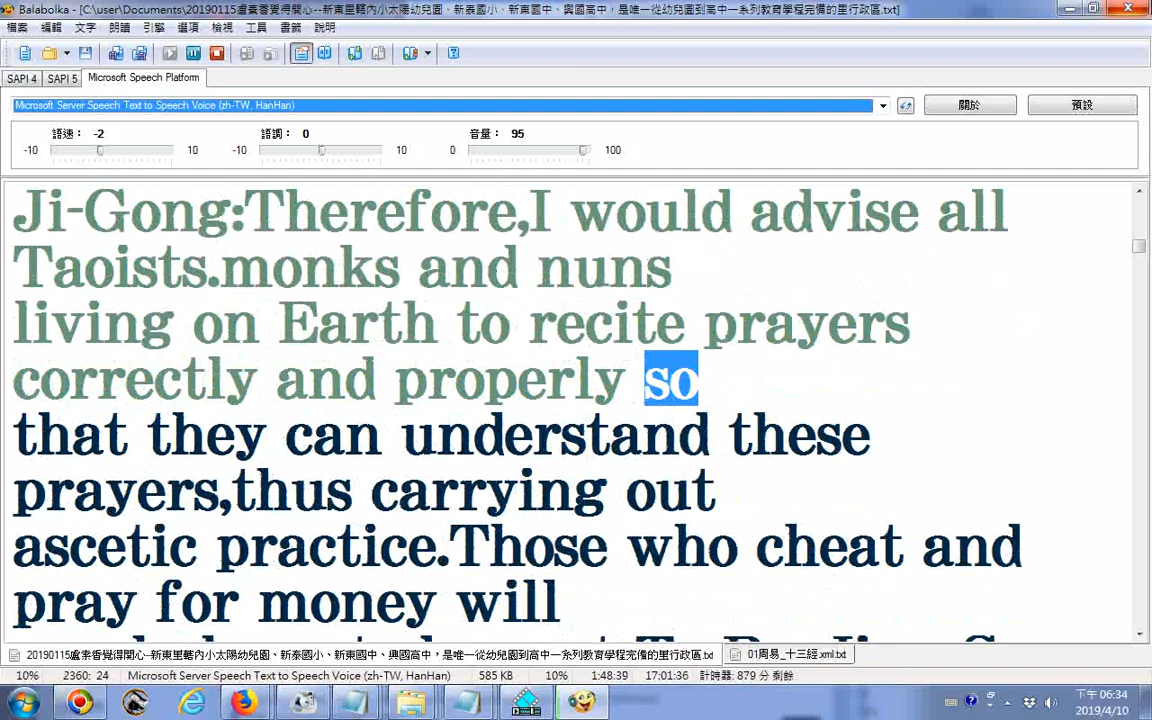 Balabolka - [C:\user\Documents\20190115盧素香覺得開心--新東里轄內小太陽幼兒園、新泰國小、新東國中、興國高中，是唯一從幼兒園到高中一系列教育學程完備的里行政區.txt]
檔案 編輯 文字 朗讀 引擎 選項 檢視 工具 書籤 說明
SAPI 4 SAPI 5 Microsoft Speech Platform
Microsoft Server Speech Text to Speech Voice (zh-TW, HanHan) 關於 預設
語速： -2 語調： 0 音量： 95
-10 10 -10 10 0 100
Ji-Gong:Therefore,I would advise all
Taoists.monks and nuns
living on Earth to recite prayers
correctly and properly so
that they can understand these
prayers,thus carrying out
ascetic practice.Those who cheat and
pray for money will
20190115盧素香覺得開心--新東里轄內小太陽幼兒園、新泰國小、新東國中、興國高中，是唯一從幼兒園到高中一系列教育學程完備的里行政區.txt 01周易_十三經.xml.txt
10% 2360: 24 Microsoft Server Speech Text to Speech Voice (zh-TW, HanHan) 585 KB 10% 1:48:39 17:01:36 計時器: 879 分 剩餘
下午 06:34
2019/4/10